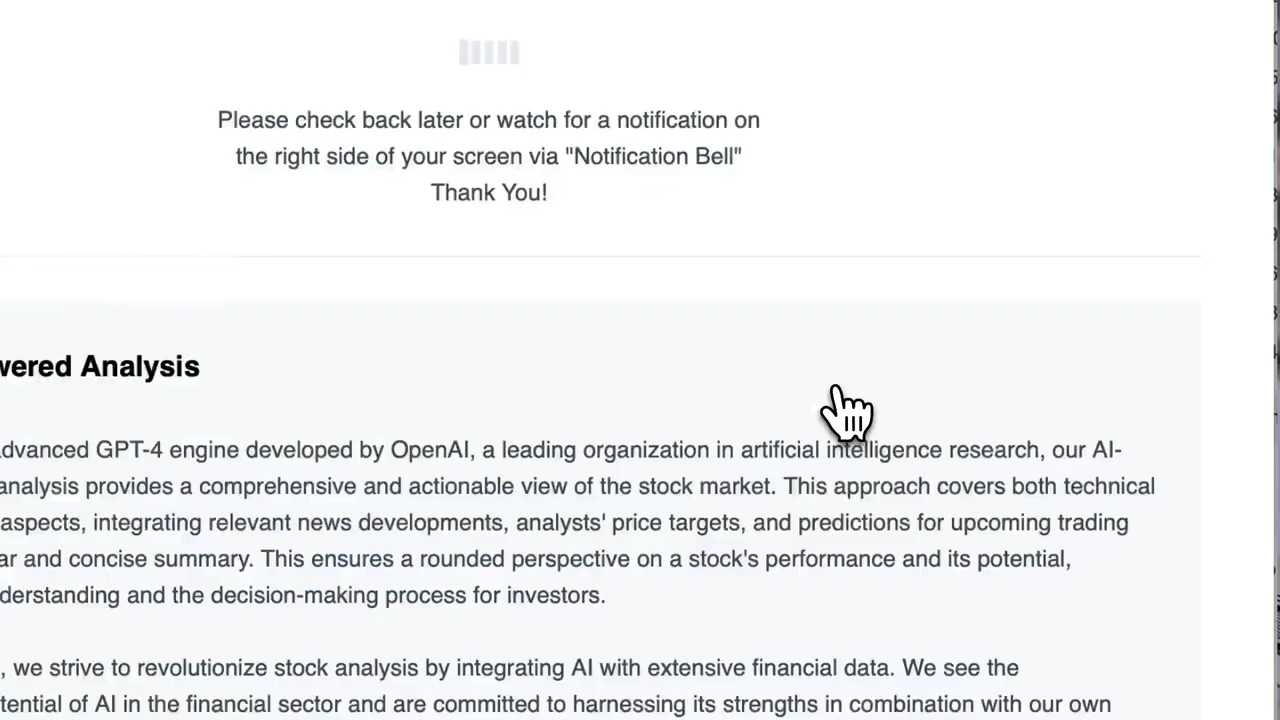 Please check back later or watch for a notification on
the right side of your screen via "Notification Bell"
Thank You!
wered Analysis
dvanced GPT-4 engine developed by OpenAI, a leading organization in artificial intelligence research, our AI-
analysis provides a comprehensive and actionable view of the stock market. This approach covers both technical
aspects, integrating relevant news developments, analysts' price targets, and predictions for upcoming trading
ar and concise summary. This ensures a rounded perspective on a stock's performance and its potential,
derstanding and the decision-making process for investors.
, we strive to revolutionize stock analysis by integrating AI with extensive financial data. We see the
tential of AI in the financial sector and are committed to harnessing its strengths in combination with our own